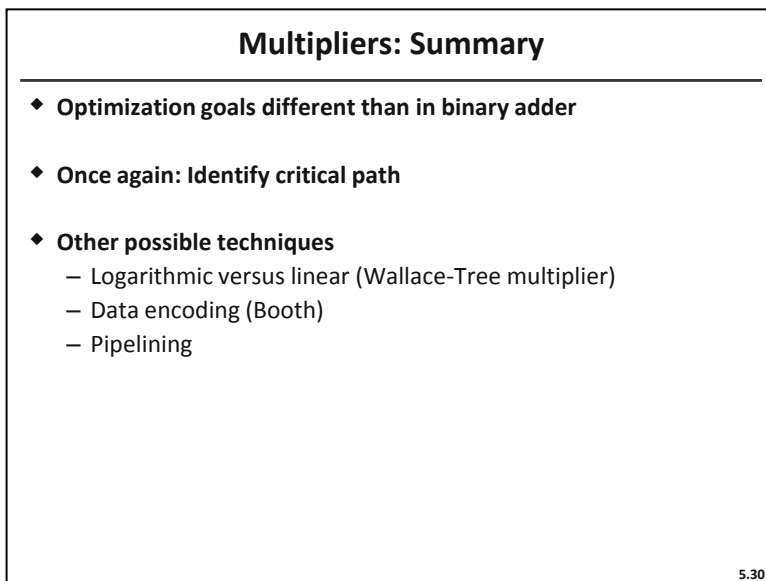 Multipliers: Summary
◆ Optimization goals different than in binary adder
◆ Once again: Identify critical path
◆ Other possible techniques
– Logarithmic versus linear (Wallace-Tree multiplier)
– Data encoding (Booth)
– Pipelining
5.30